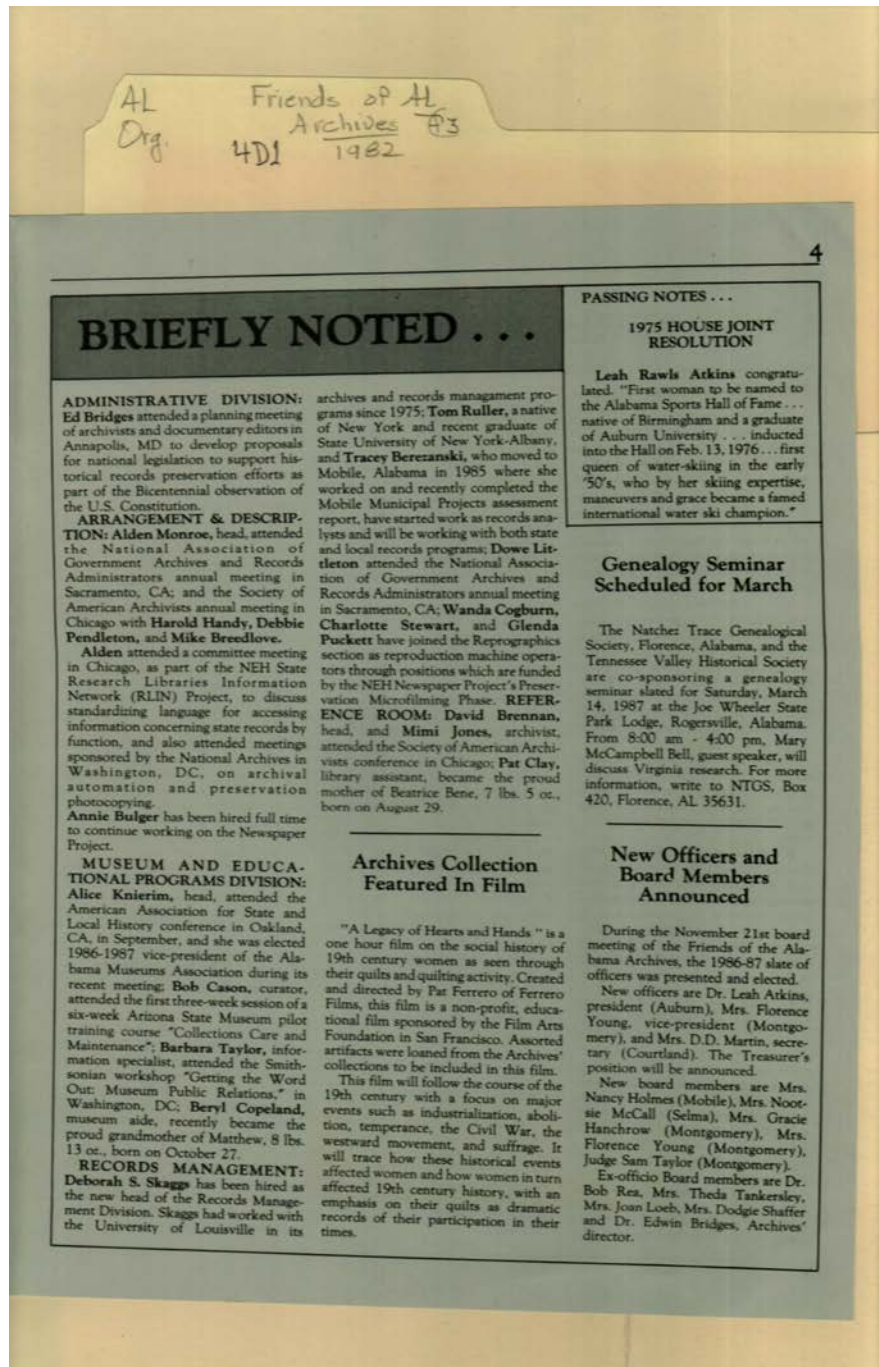 AL
Org.
Friends of AL
Archives #3
4D1
1982
4
BRIEFLY NOTED . . .
ADMINISTRATIVE DIVISION:
Ed Bridges attended a planning meeting
of archivists and documentary editors in
Annapolis, MD to develop proposals
for national legislation to support his-
torical records preservation efforts as
part of the Bicentennial observation of
the U.S. Constitution.
ARRANGEMENT & DESCRIP-
TION: Alden Monroe, head, attended
the National Association of
Government Archives and Records
Administrators annual meeting in
Sacramento, CA; and the Society of
American Archivists annual meeting in
Chicago with Harold Handy, Debbie
Pendleton, and Mike Breedlove.
Alden attended a committee meeting
in Chicago, as part of the NEH State
Research Libraries Information
Network (RLIN) Project, to discuss
standardizing language for accessing
information concerning state records by
function, and also attended meetings
sponsored by the National Archives in
Washington, DC, on archival
automation and preservation
photocopying.
Annie Bulger has been hired full time
to continue working on the Newspaper
Project.
MUSEUM AND EDUCA-
TIONAL PROGRAMS DIVISION:
Alice Knierim, head, attended the
American Association for State and
Local History conference in Oakland,
CA, in September, and she was elected
1986-1987 vice-president of the Ala-
bama Museums Association during its
recent meeting; Bob Cason, curator,
attended the first three-week session of a
six-week Arizona State Museum pilot
training course "Collections Care and
Maintenance"; Barbara Taylor, infor-
mation specialist, attended the Smith-
sonian workshop "Getting the Word
Out: Museum Public Relations," in
Washington, DC; Beryl Copeland,
museum aide, recently became the
proud grandmother of Matthew, 8 lbs.
13 oz., born on October 27.
RECORDS MANAGEMENT:
Deborah S. Skaggs has been hired as
the new head of the Records Manage-
ment Division. Skaggs had worked with
the University of Louisville in its
archives and records managament pro-
grams since 1975; Tom Ruller, a native
of New York and recent graduate of
State University of New York-Albany,
and Tracey Berezanski, who moved to
Mobile, Alabama in 1985 where she
worked on and recently completed the
Mobile Municipal Projects assessment
report, have started work as records ana-
lysts and will be working with both state
and local records programs; Dowe Lit-
tleton attended the National Associa-
tion of Government Archives and
Records Administrators annual meeting
in Sacramento, CA; Wanda Cogburn,
Charlotte Stewart, and Glenda
Puckett have joined the Reprographics
section as reproduction machine opera-
tors through positions which are funded
by the NEH Newspaper Project's Preser-
vation Microfilming Phase. REFER-
ENCE ROOM: David Brennan,
head, and Mimi Jones, archivist,
attended the Society of American Archi-
vists conference in Chicago; Pat Clay,
library assistant, became the proud
mother of Beatrice Bene, 7 lbs. 5 oz.,
born on August 29.
Archives Collection
Featured In Film
"A Legacy of Hearts and Hands " is a
one hour film on the social history of
19th century women as seen through
their quilts and quilting activity. Created
and directed by Pat Ferrero of Ferrero
Films, this film is a non-profit, educa-
tional film sponsored by the Film Arts
Foundation in San Francisco. Assorted
artifacts were loaned from the Archives'
collections to be included in this film.
This film will follow the course of the
19th century with a focus on major
events such as industrialization, aboli-
tion, temperance, the Civil War, the
westward movement, and suffrage. It
will trace how these historical events
affected women and how women in turn
affected 19th century history, with an
emphasis on their quilts as dramatic
records of their participation in their
times.
PASSING NOTES . . .
1975 HOUSE JOINT
RESOLUTION
Leah Rawls Atkins congratu-
lated. "First woman to be named to
the Alabama Sports Hall of Fame . . .
native of Birmingham and a graduate
of Auburn University . . . inducted
into the Hall on Feb. 13, 1976 . . . first
queen of water-skiing in the early
'50's, who by her skiing expertise,
maneuvers and grace became a famed
international water ski champion."
Genealogy Seminar
Scheduled for March
The Natchez Trace Genealogical
Society, Florence, Alabama, and the
Tennessee Valley Historical Society
are co-sponsoring a genealogy
seminar slated for Saturday, March
14, 1987 at the Joe Wheeler State
Park Lodge, Rogersville, Alabama.
From 8:00 am - 4:00 pm, Mary
McCampbell Bell, guest speaker, will
discuss Virginia research. For more
information, write to NTGS, Box
420, Florence, AL 35631.
New Officers and
Board Members
Announced
During the November 21st board
meeting of the Friends of the Ala-
bama Archives, the 1986-87 slate of
officers was presented and elected.
New officers are Dr. Leah Atkins,
president (Auburn), Mrs. Florence
Young, vice-president (Montgo-
mery), and Mrs. D.D. Martin, secre-
tary (Courtland). The Treasurer's
position will be announced.
New board members are Mrs.
Nancy Holmes (Mobile), Mrs. Noot-
sie McCall (Selma), Mrs. Gracie
Hanchrow (Montgomery), Mrs.
Florence Young (Montgomery),
Judge Sam Taylor (Montgomery).
Ex-officio Board members are Dr.
Bob Rea, Mrs. Theda Tankersley,
Mrs. Joan Loeb, Mrs. Dodgie Shaffer
and Dr. Edwin Bridges, Archives'
director.